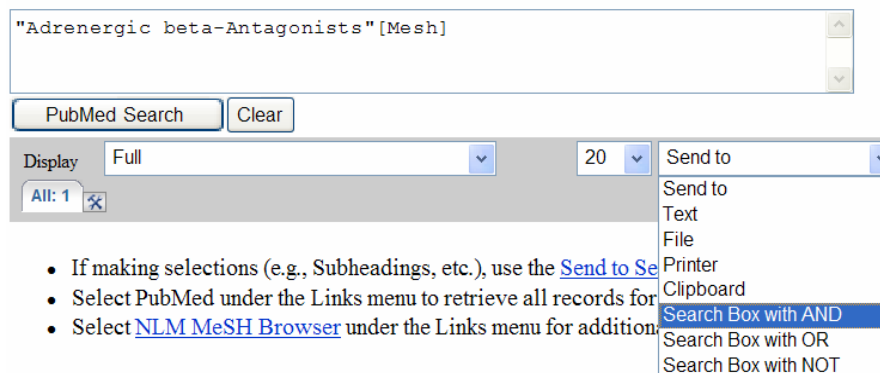 "Adrenergic beta-Antagonists"[Mesh]
PubMed Search Clear
Display Full 20 Send to
All: 1
Send to
Text
File
Printer
Clipboard
Search Box with AND
Search Box with OR
Search Box with NOT
• If making selections (e.g., Subheadings, etc.), use the Send to Se
• Select PubMed under the Links menu to retrieve all records for
• Select NLM MeSH Browser under the Links menu for additiona